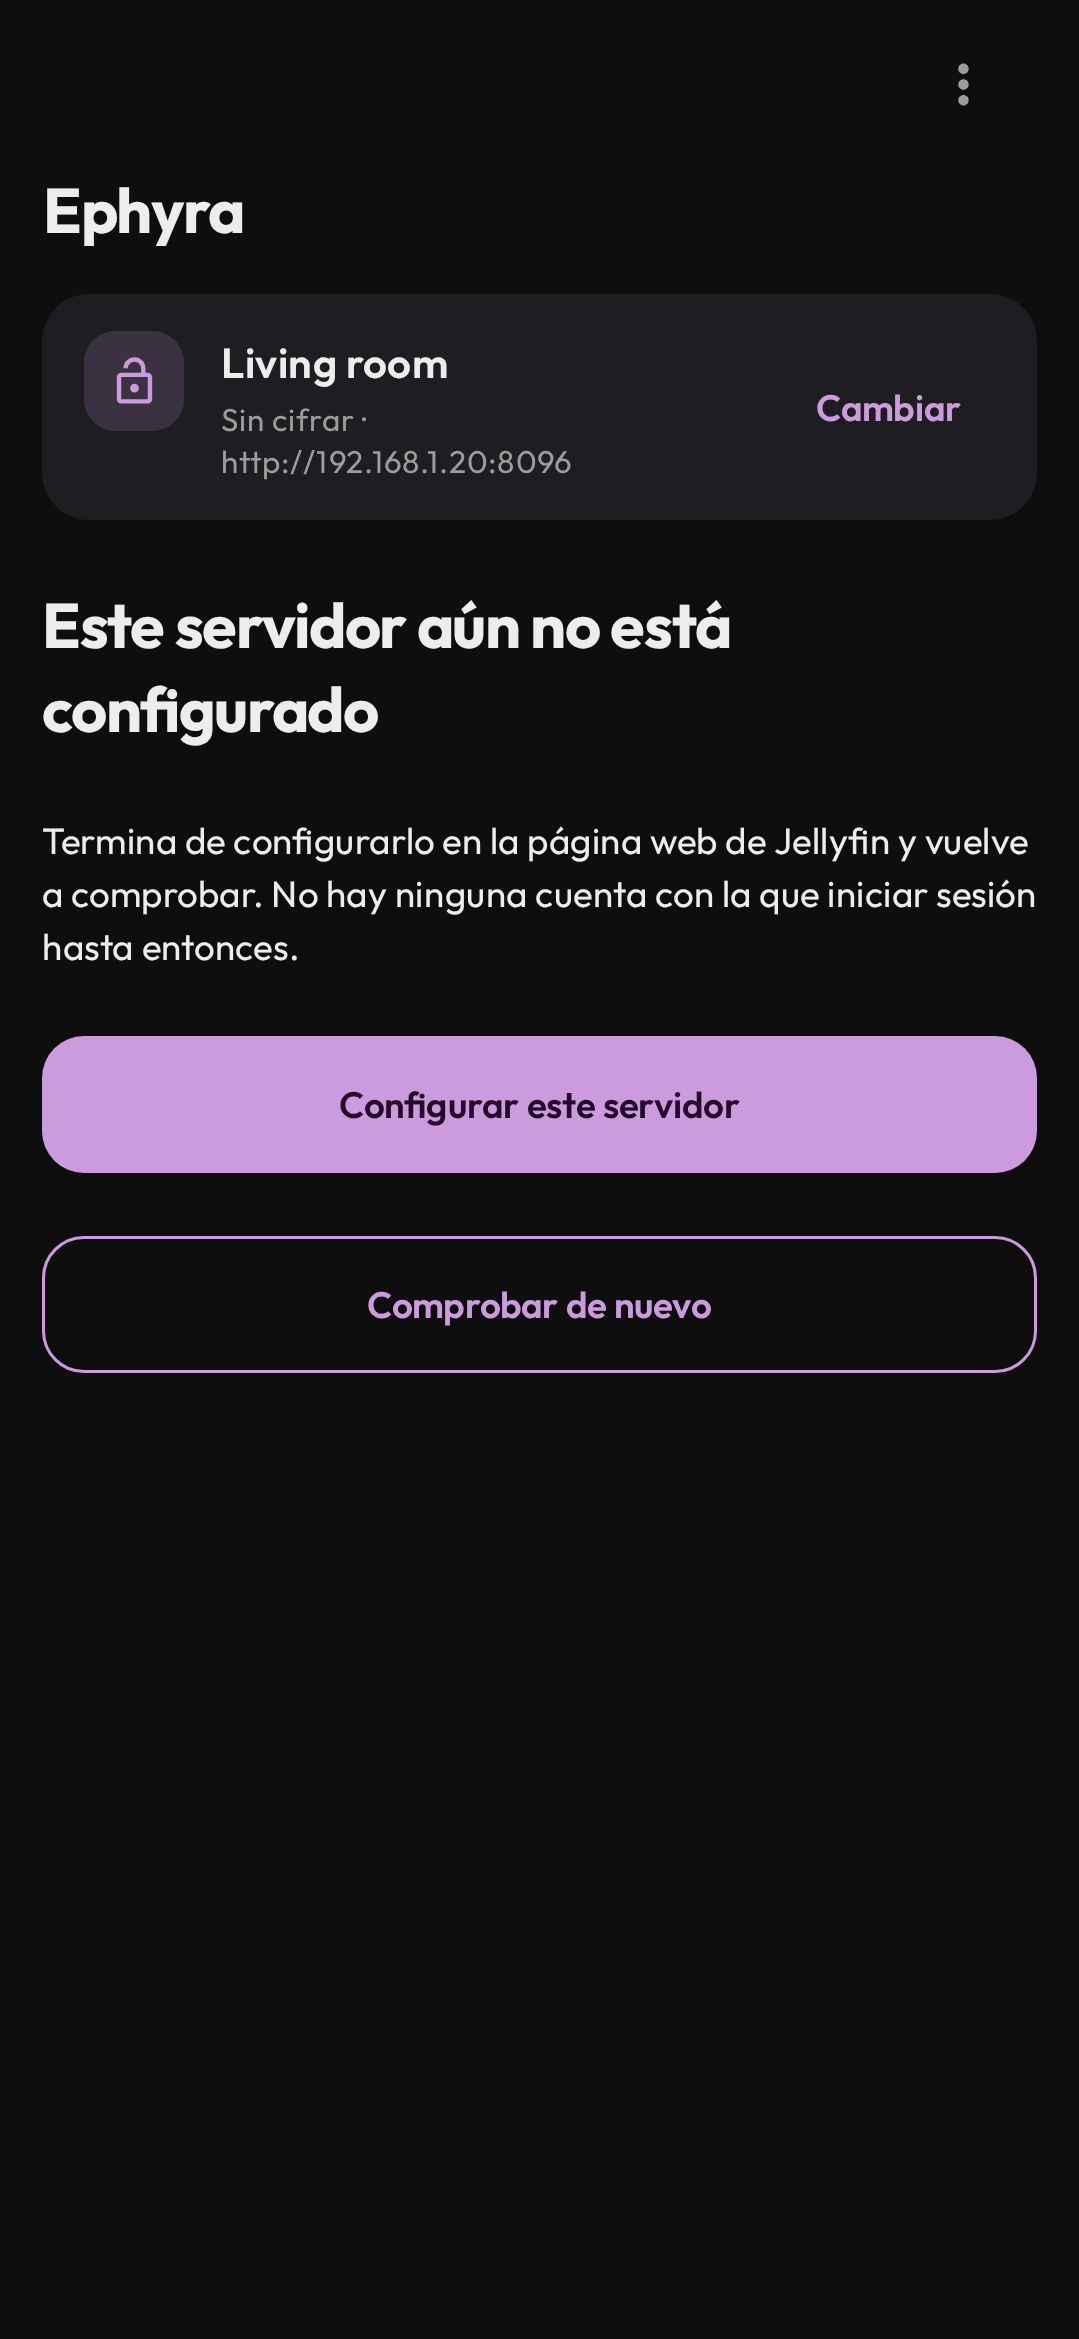 Ephyra
Living room
Sin cifrar ·
http://192.168.1.20:8096
Cambiar
Este servidor aún no está
configurado
Termina de configurarlo en la página web de Jellyfin y vuelve
a comprobar. No hay ninguna cuenta con la que iniciar sesión
hasta entonces.
Configurar este servidor
Comprobar de nuevo